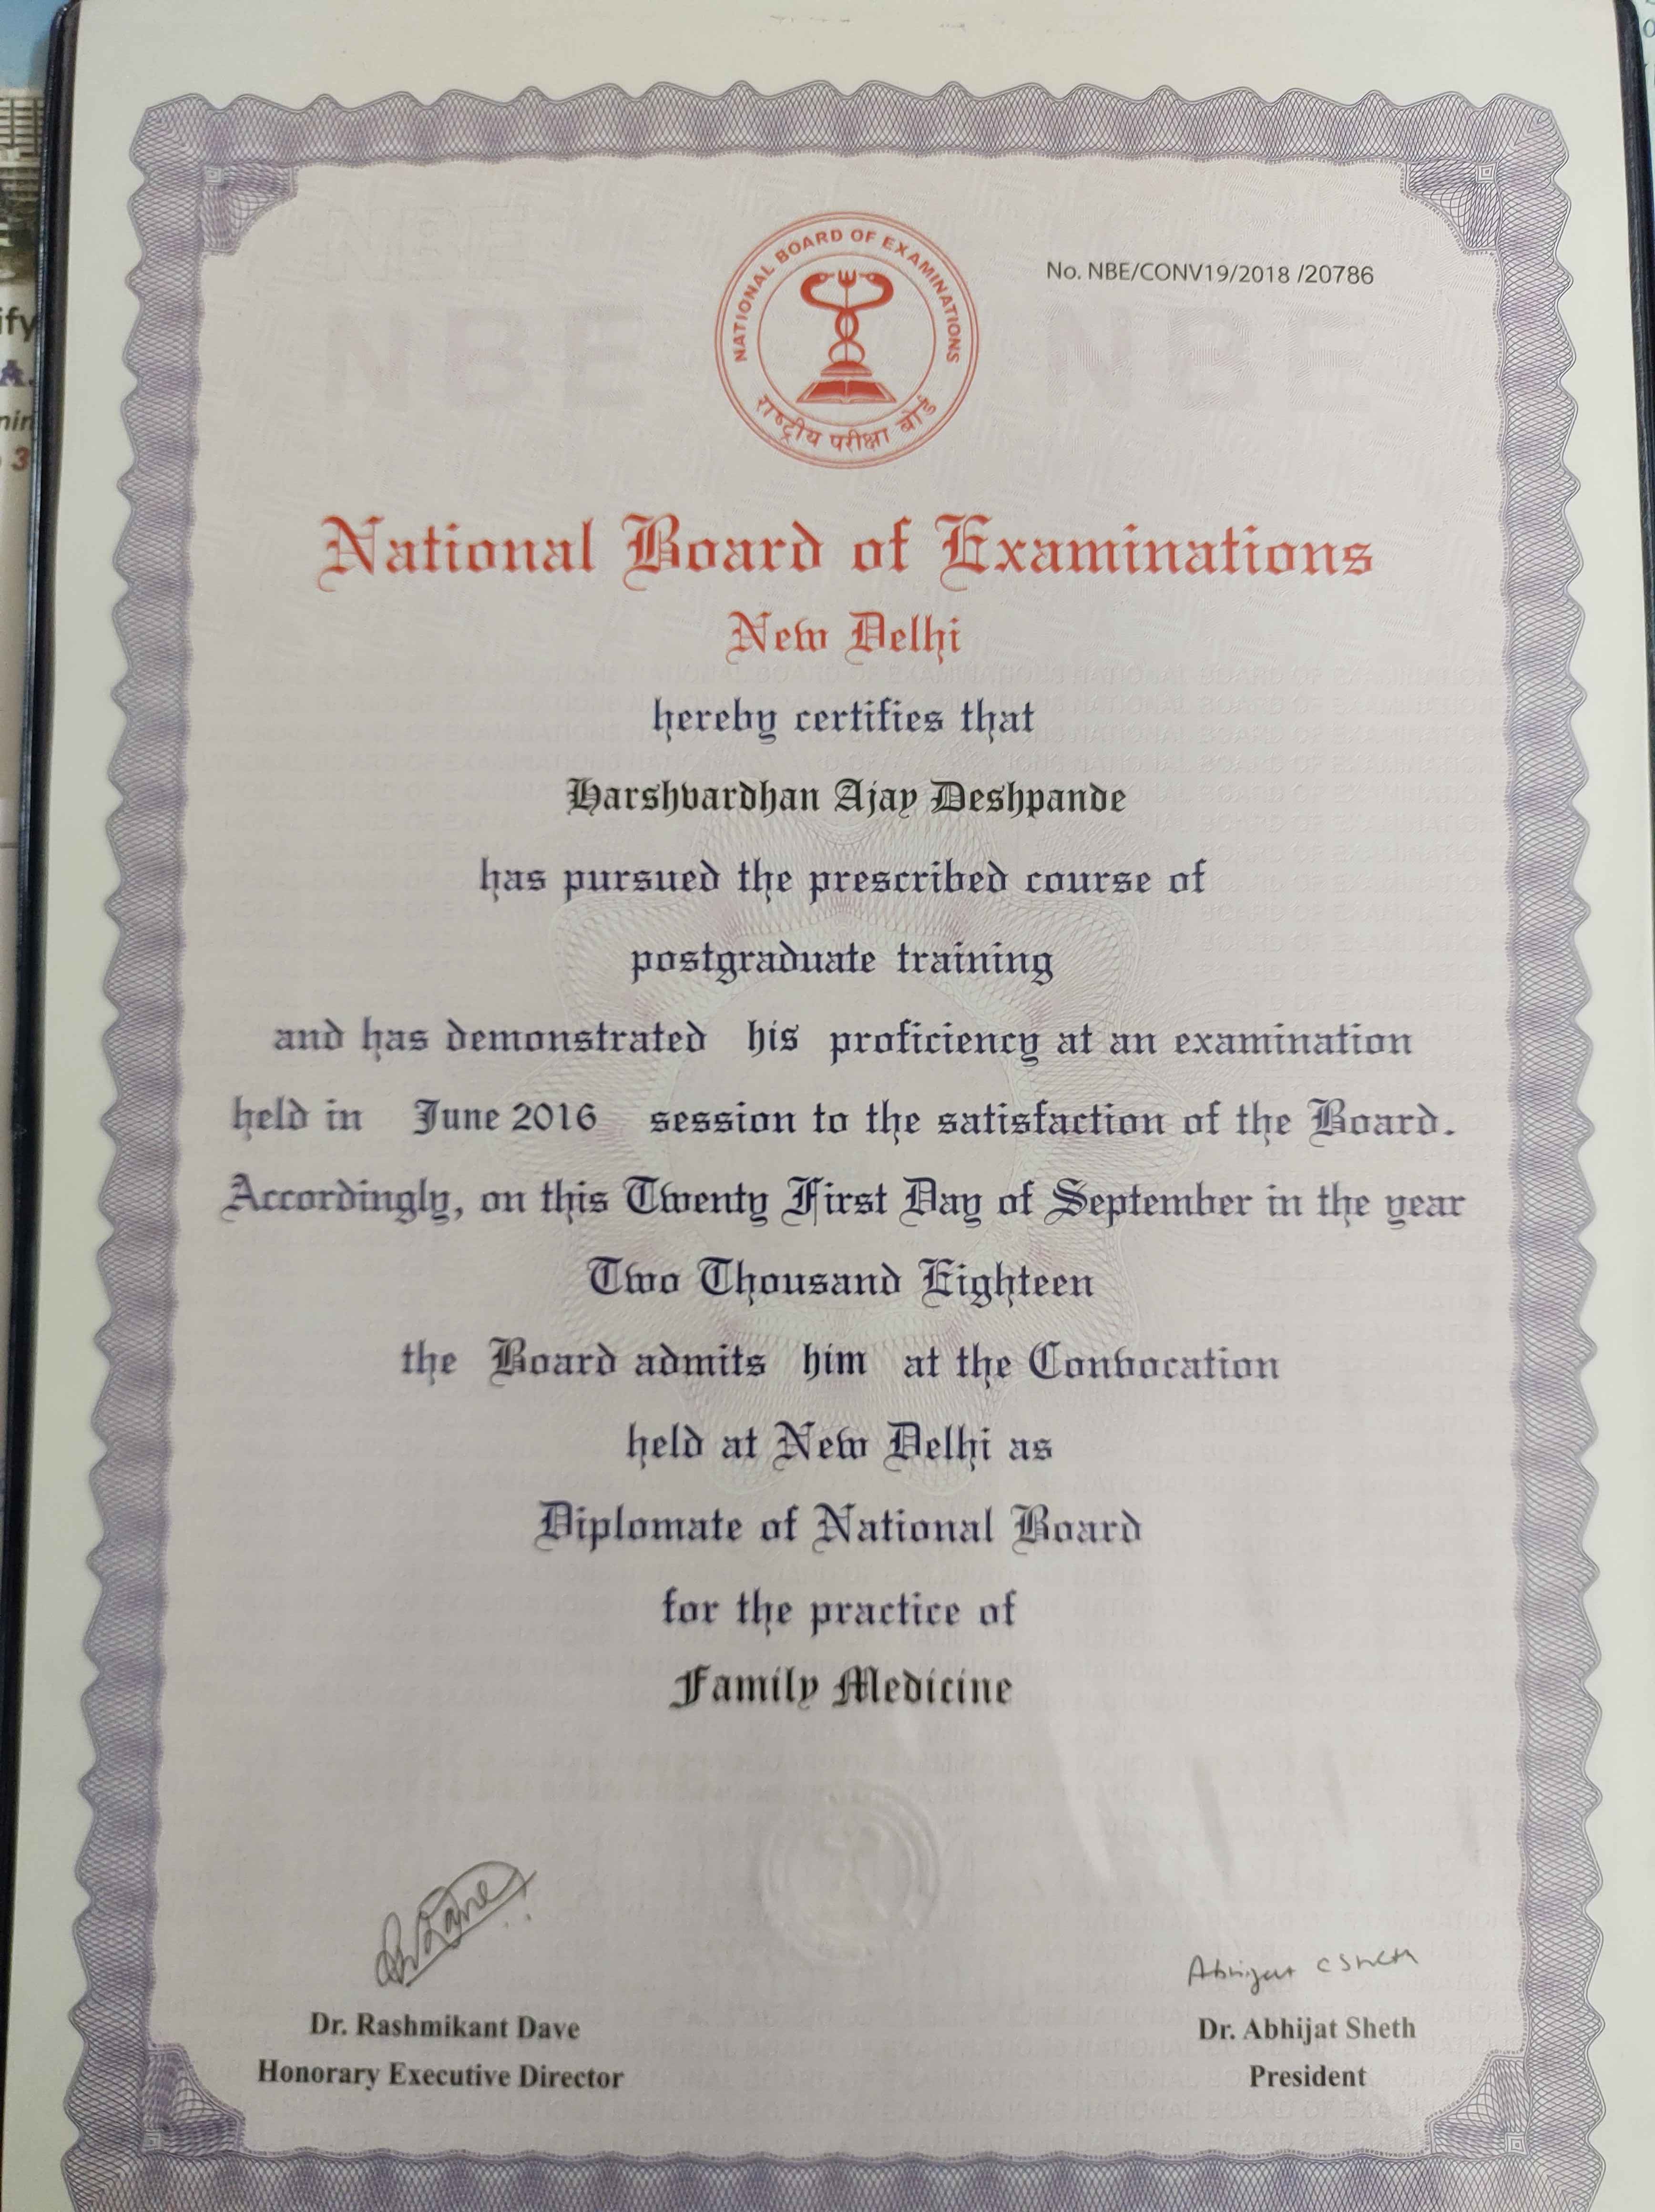 No. NBE/CONV19/2018 /20786
NATIONAL BOARD OF EXAMINATIONS
राष्ट्रीय परीक्षा बोर्ड
NBE NBE
National Board of Examinations
New Delhi
hereby certifies that
Harshvardhan Ajay Deshpande
has pursued the prescribed course of
postgraduate training
and has demonstrated his proficiency at an examination
held in June 2016 session to the satisfaction of the Board.
Accordingly, on this Twenty First Day of September in the year
Two Thousand Eighteen
the Board admits him at the Convocation
held at New Delhi as
Diplomate of National Board
for the practice of
Family Medicine
Abhijat C Sheth
Dr. Rashmikant Dave Dr. Abhijat Sheth
Honorary Executive Director President